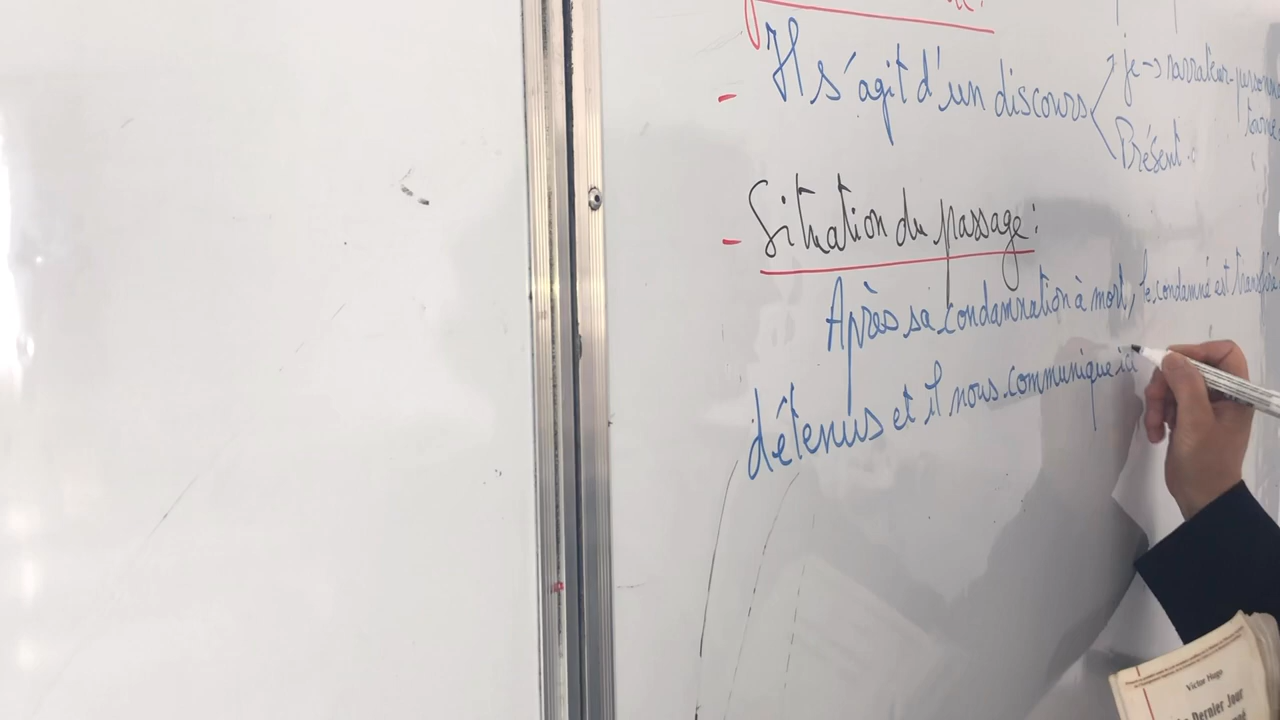 - Il s'agit d'un discours
je -> narrateur-personna
Présent.
- Situation du passage:
Après sa condamnation à mort, le condamné est transféré
détenus et il nous communique ici
Victor Hugo
Dernier Jour